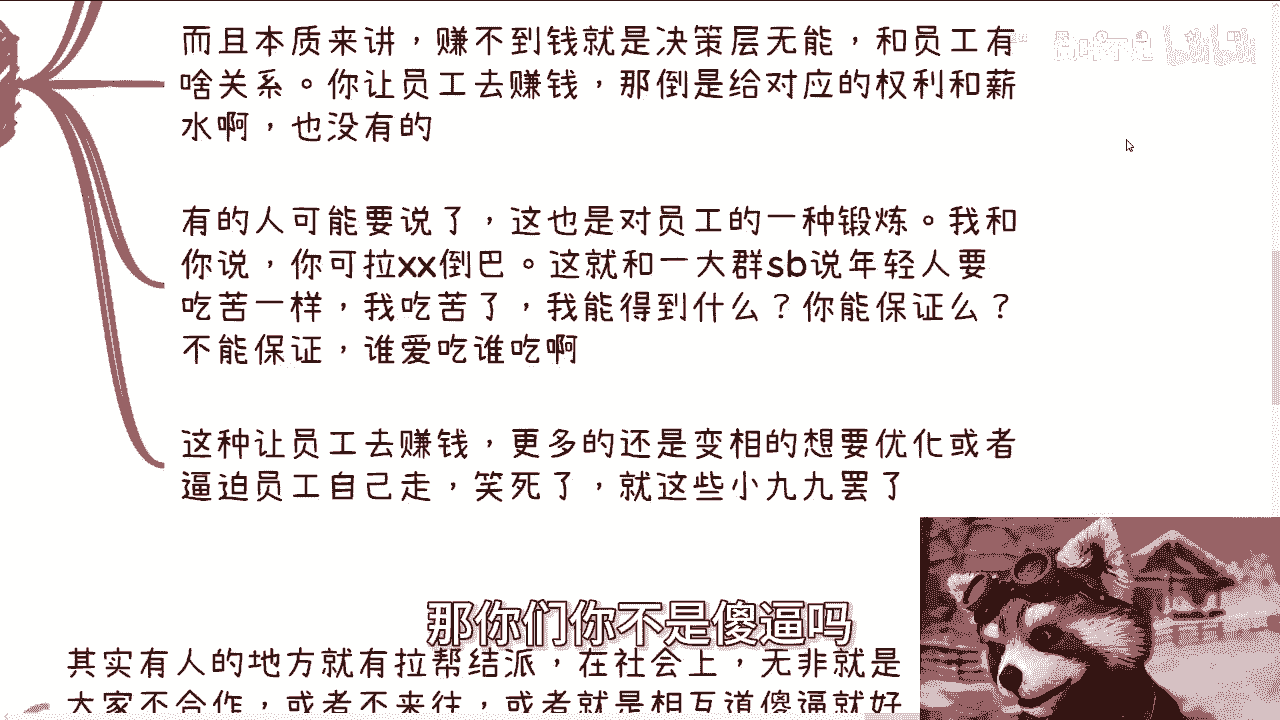 而且本质来讲，赚不到钱就是决策层无能，和员工有
啥关系。你让员工去赚钱，那倒是给对应的权利和薪
水啊，也没有的
有的人可能要说了，这也是对员工的一种锻炼。我和
你说，你可拉xx倒巴。这就和一大群sb说年轻人要
吃苦一样，我吃苦了，我能得到什么？你能保证么？
不能保证，谁爱吃谁吃啊
这种让员工去赚钱，更多的还是变相的想要优化或者
逼迫员工自己走，笑死了，就这些小九九罢了
那你们你不是傻逼吗
其实有人的地方就有拉帮结派，在社会上，无非就是
大家不合作，或者不来往，或者就是相互道傻逼就好